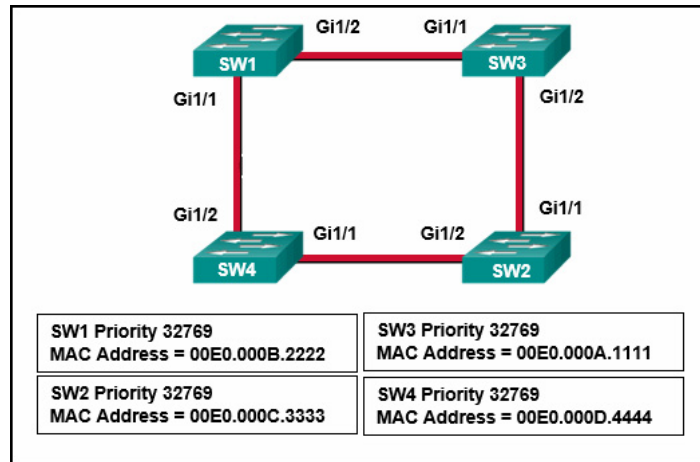 Gi1/2
Gi1/1
SW1
SW3
Gi1/1
Gi1/2
Gi1/2
Gi1/1
Gi1/1
Gi1/2
SW4
SW2
SW1 Priority 32769
MAC Address = 00E0.000B.2222
SW3 Priority 32769
MAC Address = 00E0.000A.1111
SW2 Priority 32769
MAC Address = 00E0.000C.3333
SW4 Priority 32769
MAC Address = 00E0.000D.4444